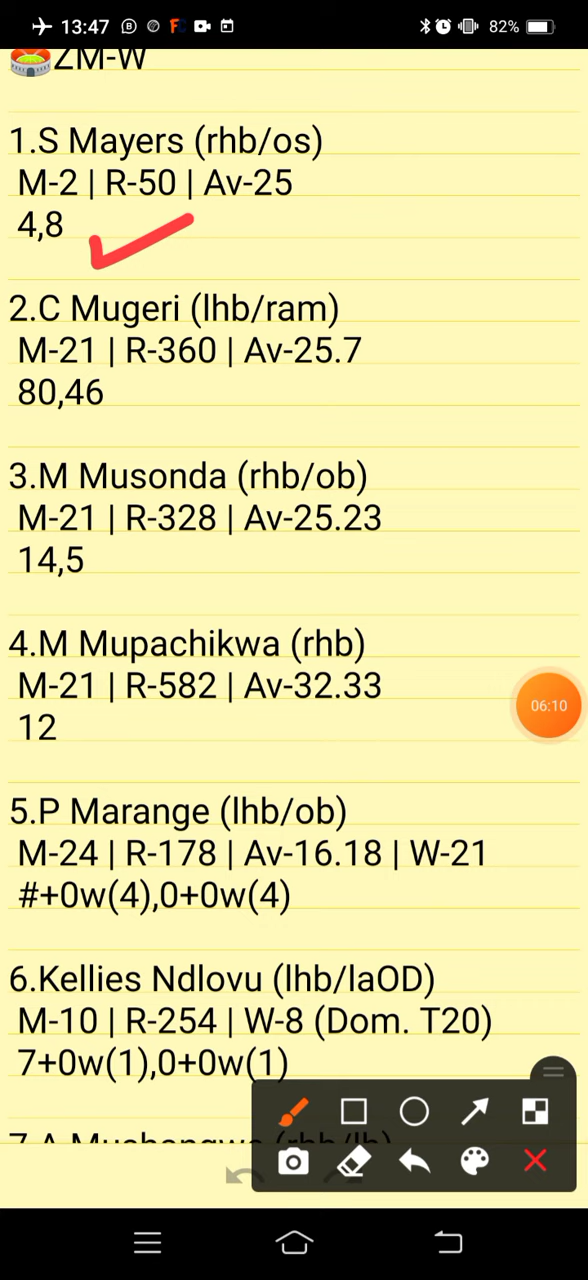 13:47
82%
ZM-W
1.S Mayers (rhb/os)
M-2 | R-50 | Av-25
4,8
2.C Mugeri (lhb/ram)
M-21 | R-360 | Av-25.7
80,46
3.M Musonda (rhb/ob)
M-21 | R-328 | Av-25.23
14,5
4.M Mupachikwa (rhb)
M-21 | R-582 | Av-32.33
12
06:10
5.P Marange (lhb/ob)
M-24 | R-178 | Av-16.18 | W-21
#+0w(4),0+0w(4)
6.Kellies Ndlovu (lhb/laOD)
M-10 | R-254 | W-8 (Dom. T20)
7+0w(1),0+0w(1)